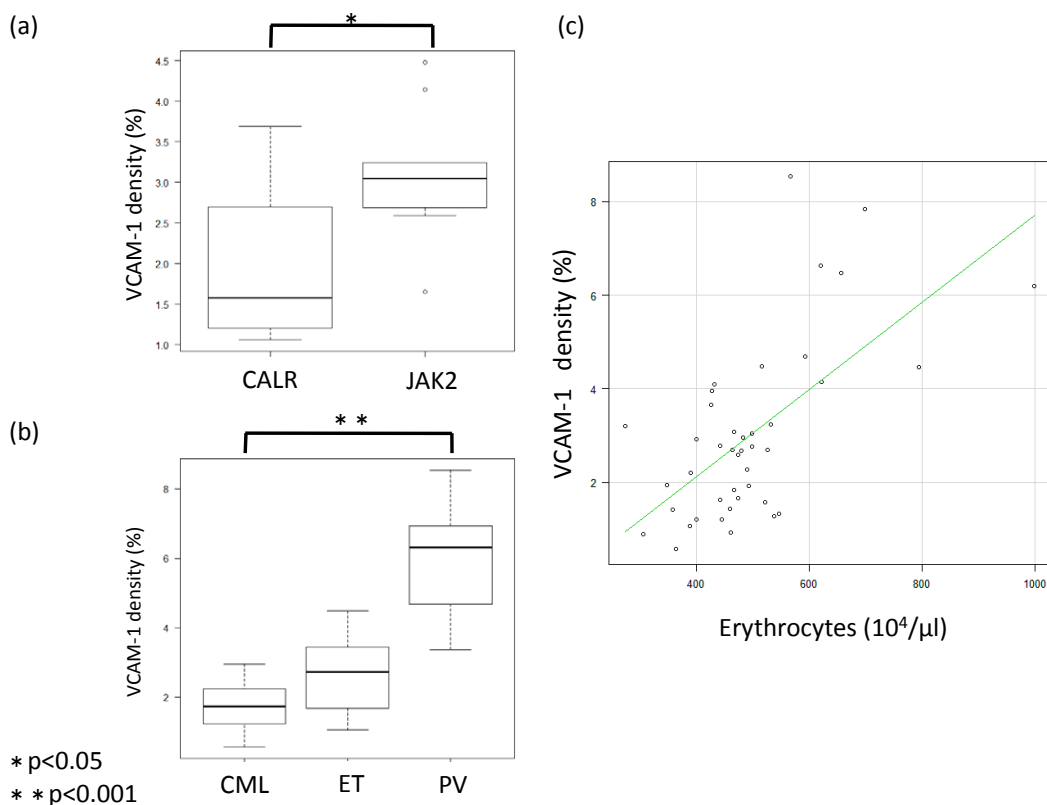 (a)
*
VCAM-1 density (%)
4.5
4.0
3.5
3.0
2.5
2.0
1.5
1.0
CALR JAK2
(b)
* *
VCAM-1 density (%)
8
6
4
2
CML ET PV
* p<0.05
* * p<0.001
(c)
VCAM-1 density (%)
8
6
4
2
400 600 800 1000
Erythrocytes (10⁴/μl)